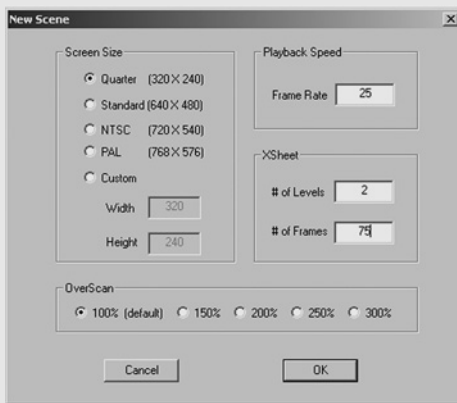 New Scene
Screen Size
Quarter (320 X 240)
Standard (640 X 480)
NTSC (720 X 540)
PAL (768 X 576)
Custom
Width 320
Height 240
Playback Speed
Frame Rate 25
XSheet
# of Levels 2
# of Frames 75
OverScan
100% (default) 150% 200% 250% 300%
Cancel OK